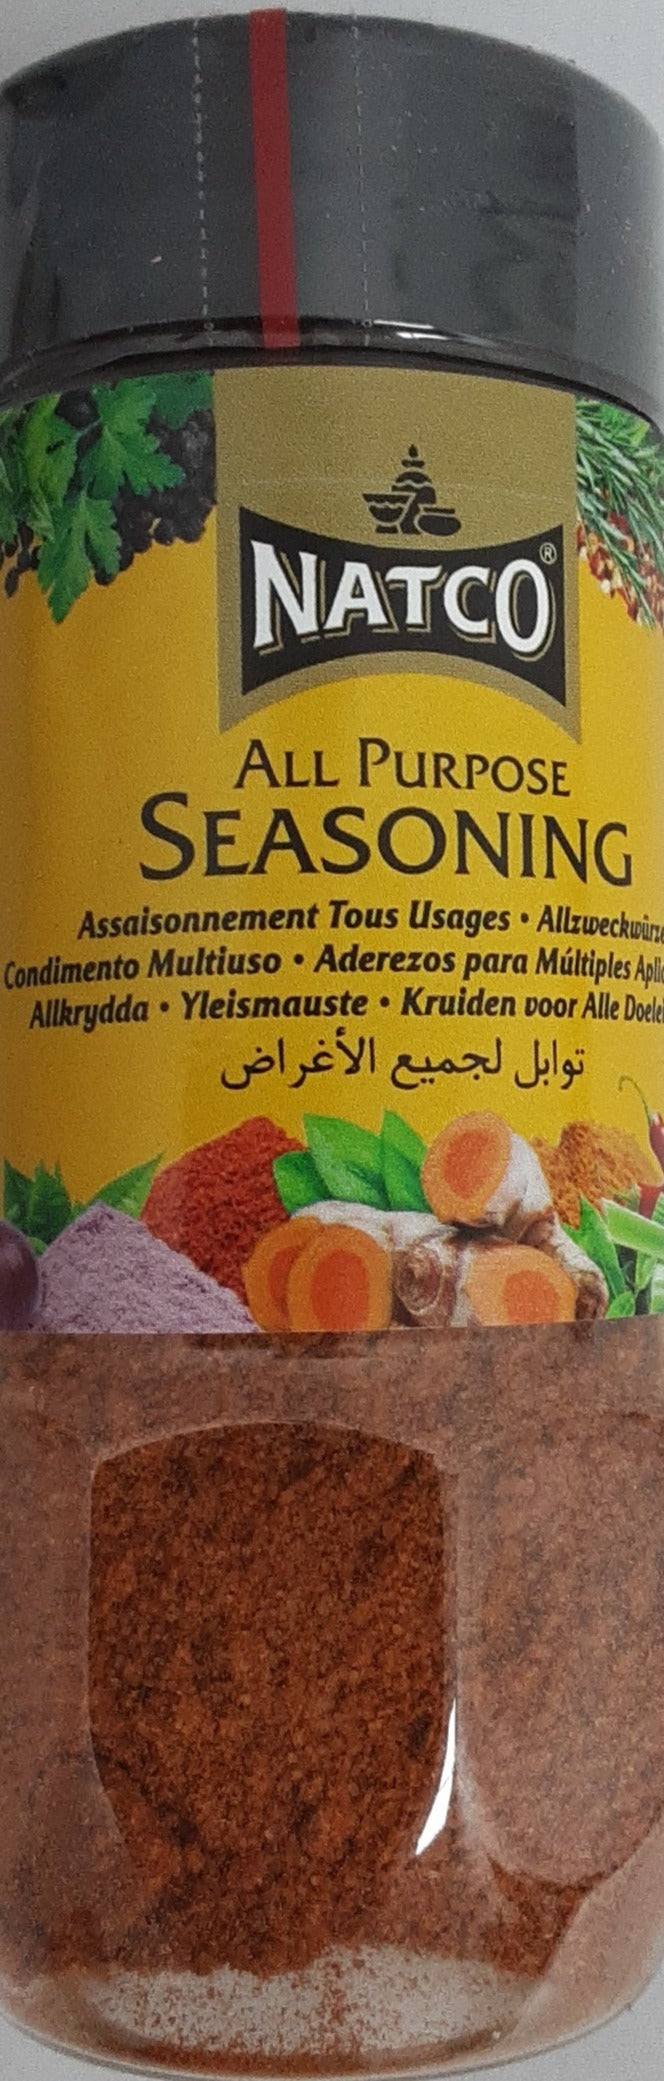 NATCO®
ALL PURPOSE
SEASONING
Assaisonnement Tous Usages •
Condimento Multiuso • Aderezos para Múltiples
Allkrydda • Yleismauste • Kruiden voor Alle
توابل لجميع الأغراض